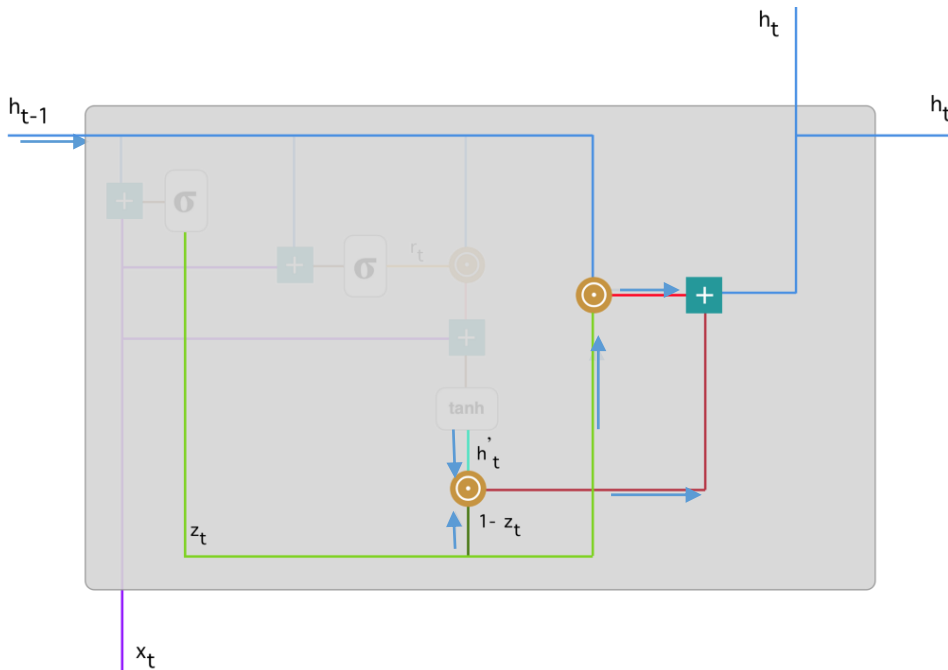 h_t
h_{t-1}
h_t
+
σ
r_t
+
σ
+
+
tanh
h'_t
z_t
1- z_t
x_t